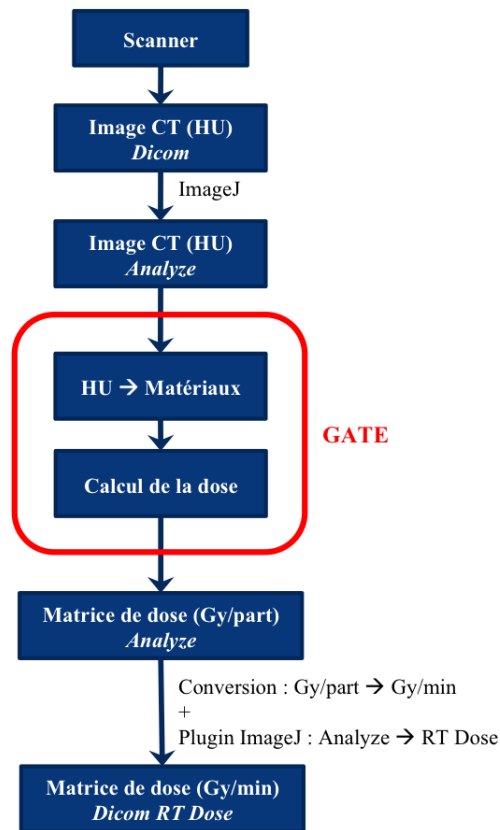 Scanner
Image CT (HU)
Dicom
ImageJ
Image CT (HU)
Analyze
HU → Matériaux
GATE
Calcul de la dose
Matrice de dose (Gy/part)
Analyze
Conversion : Gy/part → Gy/min
+
Plugin ImageJ : Analyze → RT Dose
Matrice de dose (Gy/min)
Dicom RT Dose